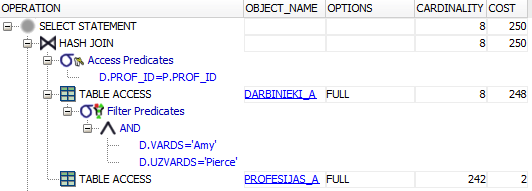 OPERATION OBJECT_NAME OPTIONS CARDINALITY COST
SELECT STATEMENT 8 250
HASH JOIN 8 250
Access Predicates
D.PROF_ID=P.PROF_ID
TABLE ACCESS DARBINIEKI_A FULL 8 248
Filter Predicates
AND
D.VARDS='Amy'
D.UZVARDS='Pierce'
TABLE ACCESS PROFESIJAS_A FULL 242 2